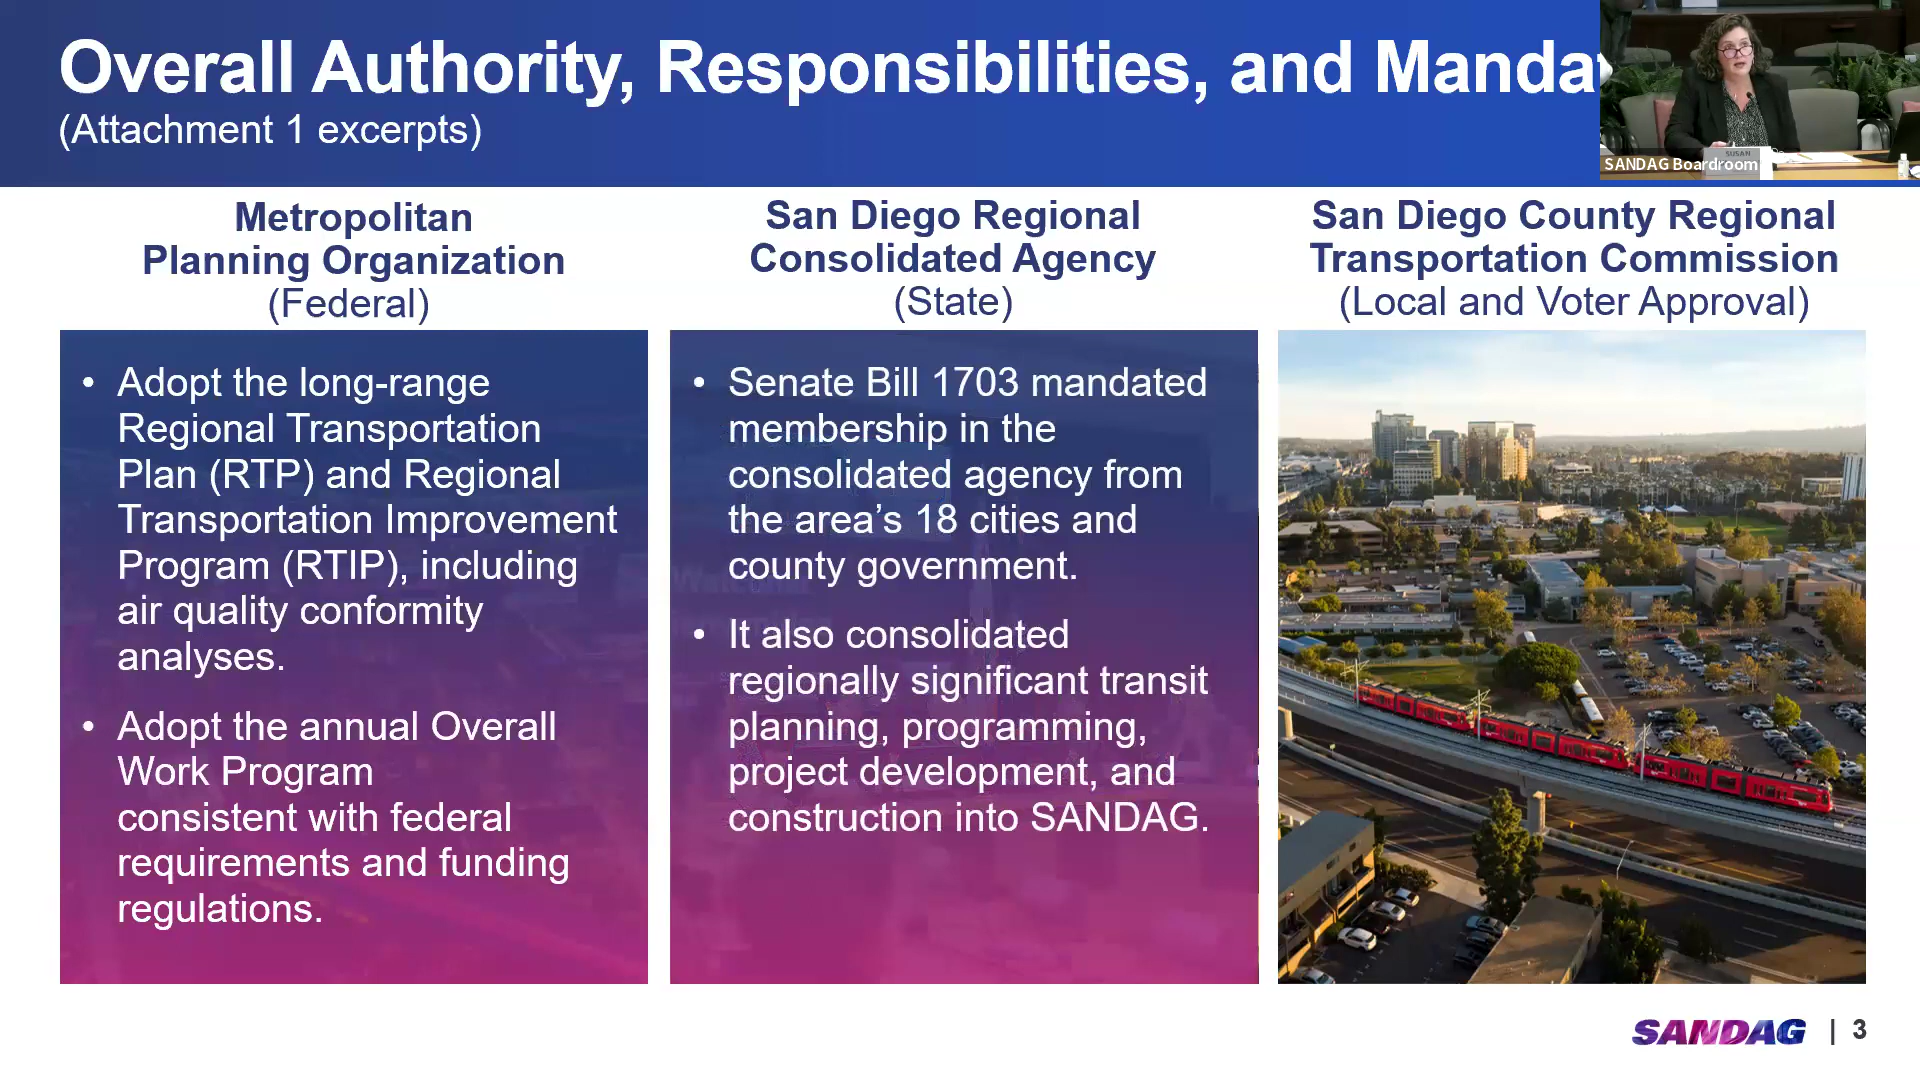 Overall Authority, Responsibilities, and Mandat
(Attachment 1 excerpts)
SUSAN
SANDAG Boardroom
Metropolitan
Planning Organization
(Federal)
• Adopt the long-range
Regional Transportation
Plan (RTP) and Regional
Transportation Improvement
Program (RTIP), including
air quality conformity
analyses.
• Adopt the annual Overall
Work Program
consistent with federal
requirements and funding
regulations.
San Diego Regional
Consolidated Agency
(State)
• Senate Bill 1703 mandated
membership in the
consolidated agency from
the area’s 18 cities and
county government.
• It also consolidated
regionally significant transit
planning, programming,
project development, and
construction into SANDAG.
San Diego County Regional
Transportation Commission
(Local and Voter Approval)
SANDAG | 3